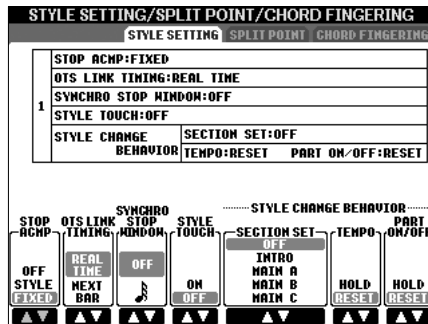 STYLE SETTING/SPLIT POINT/CHORD FINGERING
STYLE SETTING SPLIT POINT CHORD FINGERING
1
STOP ACMP:FIXED
OTS LINK TIMING:REAL TIME
SYNCHRO STOP WINDOW:OFF
STYLE TOUCH:OFF
STYLE CHANGE BEHAVIOR
SECTION SET:OFF
TEMPO:RESET PART ON/OFF:RESET
STYLE CHANGE BEHAVIOR
STOP ACMP
OFF
STYLE
FIXED
OTS LINK TIMING
REAL TIME
NEXT BAR
SYNCHRO STOP WINDOW
OFF
STYLE TOUCH
ON
OFF
SECTION SET
OFF
INTRO
MAIN A
MAIN B
MAIN C
TEMPO
HOLD
RESET
PART ON/OFF
HOLD
RESET